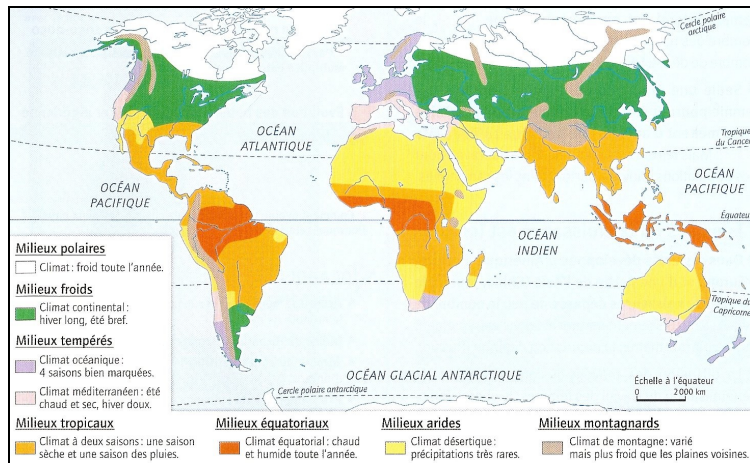 Cercle polaire
arctique
OCÉAN
ATLANTIQUE
Tropique
du Cancer
OCÉAN
PACIFIQUE
OCÉAN
PACIFIQUE
Équateur
OCÉAN
INDIEN
Tropique du
Capricorne
OCÉAN GLACIAL ANTARCTIQUE
Cercle polaire antarctique
Échelle à l'équateur
0 2 000 km
Milieux polaires
Climat : froid toute l'année.
Milieux froids
Climat continental :
hiver long, été bref.
Milieux tempérés
Climat océanique :
4 saisons bien marquées.
Climat méditerranéen : été
chaud et sec, hiver doux.
Milieux tropicaux
Climat à deux saisons : une saison
sèche et une saison des pluies.
Milieux équatoriaux
Climat équatorial : chaud
et humide toute l'année.
Milieux arides
Climat désertique :
précipitations très rares.
Milieux montagnards
Climat de montagne : varié
mais plus froid que les plaines voisines.